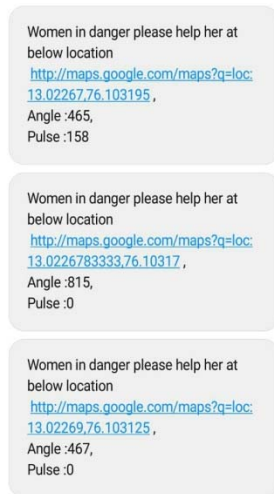 Women in danger please help her at
below location
http://maps.google.com/maps?q=loc:
13.02267,76.103195 ,
Angle :465,
Pulse :158
Women in danger please help her at
below location
http://maps.google.com/maps?q=loc:
13.0226783333,76.10317 ,
Angle :815,
Pulse :0
Women in danger please help her at
below location
http://maps.google.com/maps?q=loc:
13.02269,76.103125 ,
Angle :467,
Pulse :0